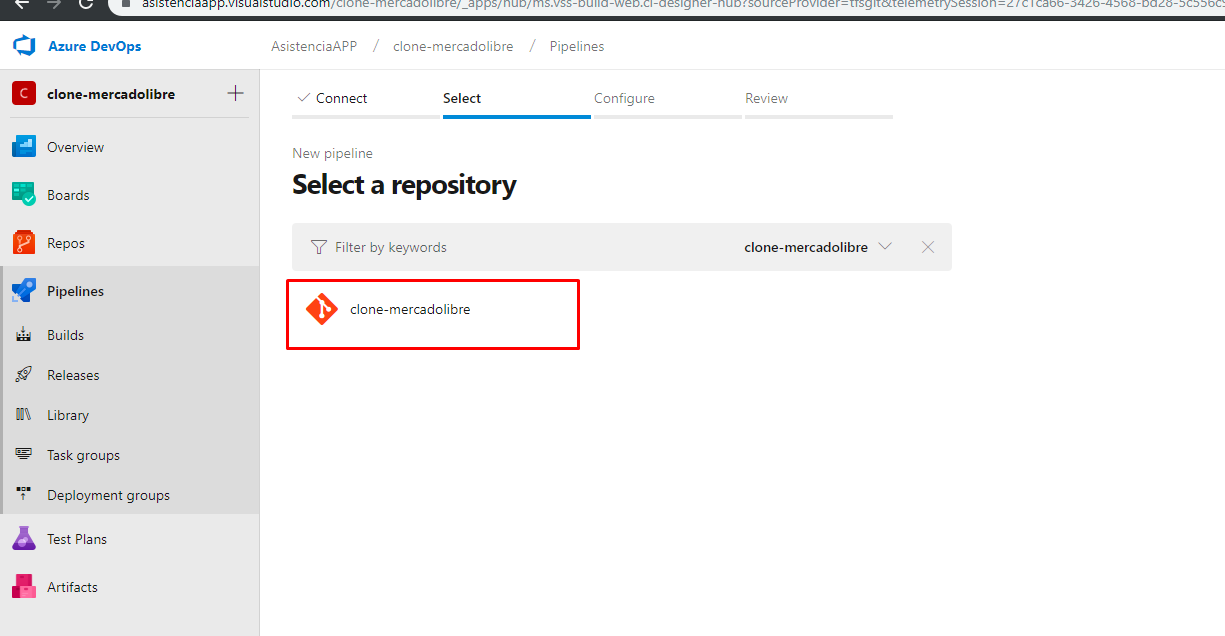 asistenciaapp.visualstudio.com/clone-mercadolibre/_apps/hub/ms.vss-build-web.ci-designer-hub?sourceProvider=tfsgit&telemetrySession=27c1ca66-3426-4568-bd28-5c556c
Azure DevOps
AsistenciaAPP / clone-mercadolibre / Pipelines
C clone-mercadolibre
Overview
Boards
Repos
Pipelines
Builds
Releases
Library
Task groups
Deployment groups
Test Plans
Artifacts
Connect Select Configure Review
New pipeline
Select a repository
Filter by keywords clone-mercadolibre
clone-mercadolibre